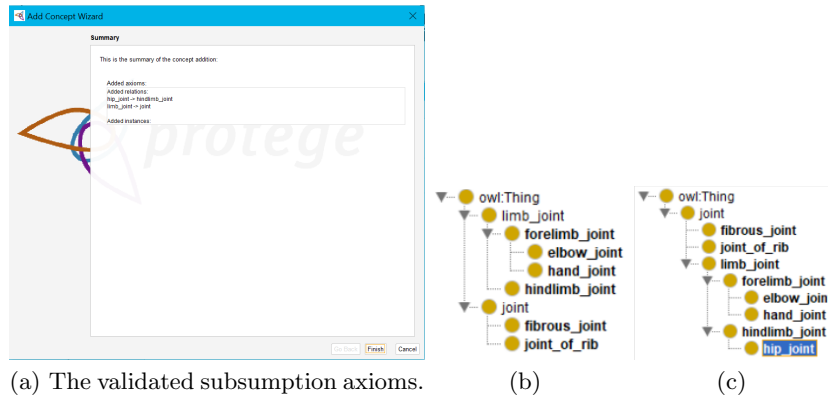 Add Concept Wizard
Summary
This is the summary of the concept addition:
Added axioms:
Added relations:
hip_joint -> hindlimb_joint
limb_joint -> joint
Added instances:
protégé
Go Back Finish Cancel
owl:Thing
limb_joint
forelimb_joint
elbow_joint
hand_joint
hindlimb_joint
joint
fibrous_joint
joint_of_rib
owl:Thing
joint
fibrous_joint
joint_of_rib
limb_joint
forelimb_joint
elbow_join
hand_joint
hindlimb_joint
hip_joint
(a) The validated subsumption axioms. (b) (c)